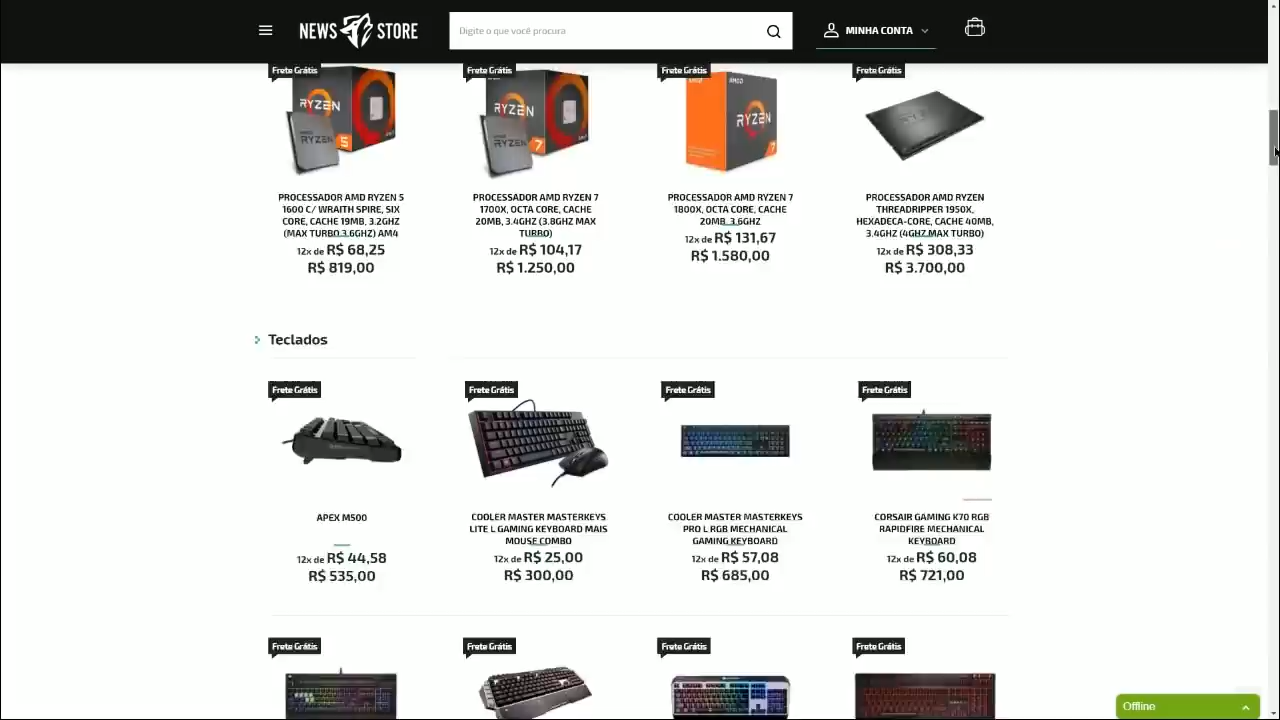 NEWS STORE
Digite o que você procura
MINHA CONTA
Frete Grátis
Frete Grátis
Frete Grátis
Frete Grátis
RYZEN
RYZEN
5
RYZEN
RYZEN
7
RYZEN
7
PROCESSADOR AMD RYZEN 5
1600 C/ WRAITH SPIRE, SIX
CORE, CACHE 19MB, 3.2GHZ
(MAX TURBO 3.6GHZ) AM4
12x de R$ 68,25
R$ 819,00
PROCESSADOR AMD RYZEN 7
1700X, OCTA CORE, CACHE
20MB, 3.4GHZ (3.8GHZ MAX
TURBO)
12x de R$ 104,17
R$ 1.250,00
PROCESSADOR AMD RYZEN 7
1800X, OCTA CORE, CACHE
20MB, 3.6GHZ
12x de R$ 131,67
R$ 1.580,00
PROCESSADOR AMD RYZEN
THREADRIPPER 1950X,
HEXADECA-CORE, CACHE 40MB,
3.4GHZ (4GHZ MAX TURBO)
12x de R$ 308,33
R$ 3.700,00
Teclados
Frete Grátis
Frete Grátis
Frete Grátis
Frete Grátis
APEX M500
12x de R$ 44,58
R$ 535,00
COOLER MASTER MASTERKEYS
LITE L GAMING KEYBOARD MAIS
MOUSE COMBO
12x de R$ 25,00
R$ 300,00
COOLER MASTER MASTERKEYS
PRO L RGB MECHANICAL
GAMING KEYBOARD
12x de R$ 57,08
R$ 685,00
CORSAIR GAMING K70 RGB
RAPIDFIRE MECHANICAL
KEYBOARD
12x de R$ 60,08
R$ 721,00
Frete Grátis
Frete Grátis
Frete Grátis
Frete Grátis
Offline